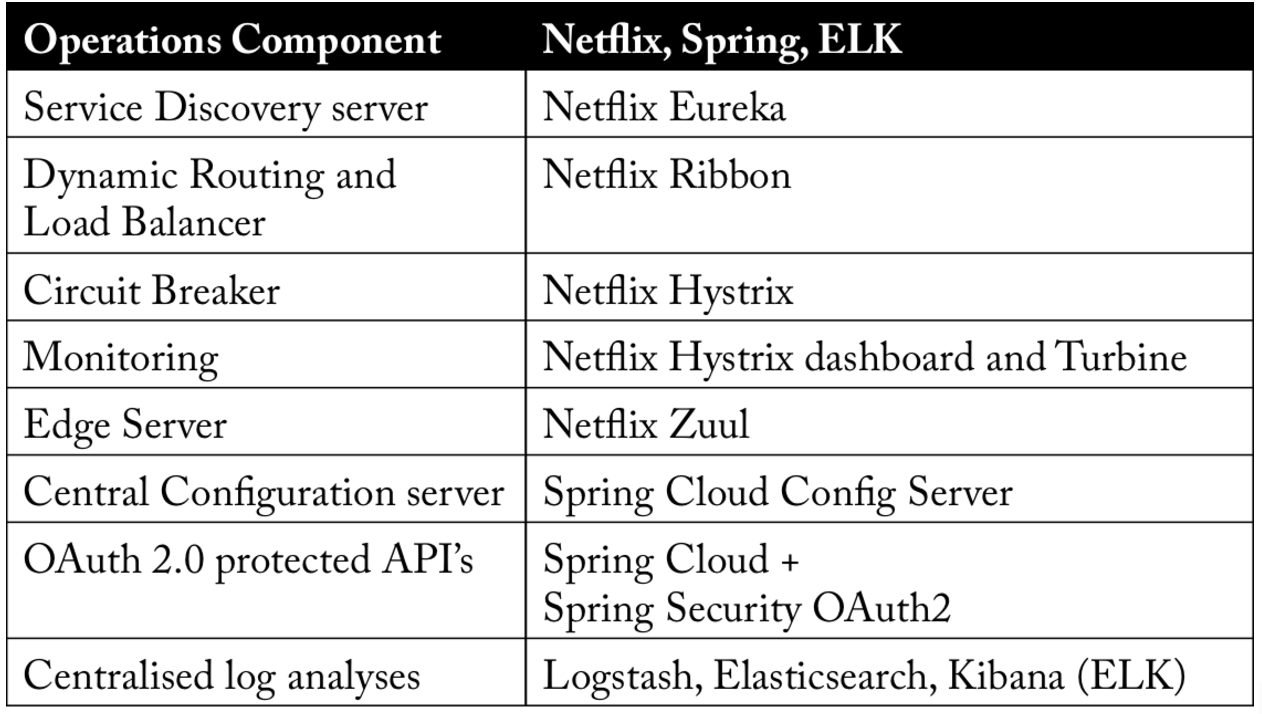 Operations Component
Netflix, Spring, ELK
Service Discovery server
Netflix Eureka
Dynamic Routing and
Load Balancer
Netflix Ribbon
Circuit Breaker
Netflix Hystrix
Monitoring
Netflix Hystrix dashboard and Turbine
Edge Server
Netflix Zuul
Central Configuration server
Spring Cloud Config Server
OAuth 2.0 protected API’s
Spring Cloud +
Spring Security OAuth2
Centralised log analyses
Logstash, Elasticsearch, Kibana (ELK)